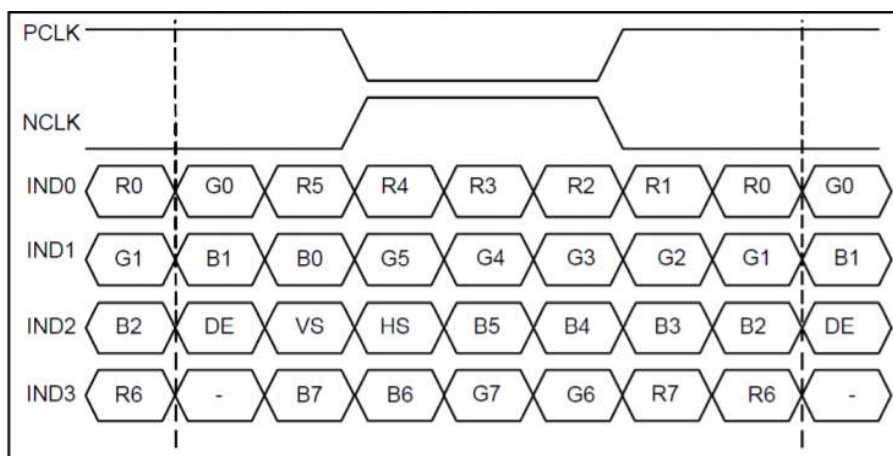 PCLK
NCLK
IND0 R0 G0 R5 R4 R3 R2 R1 R0 G0
IND1 G1 B1 B0 G5 G4 G3 G2 G1 B1
IND2 B2 DE VS HS B5 B4 B3 B2 DE
IND3 R6 - B7 B6 G7 G6 R7 R6 -